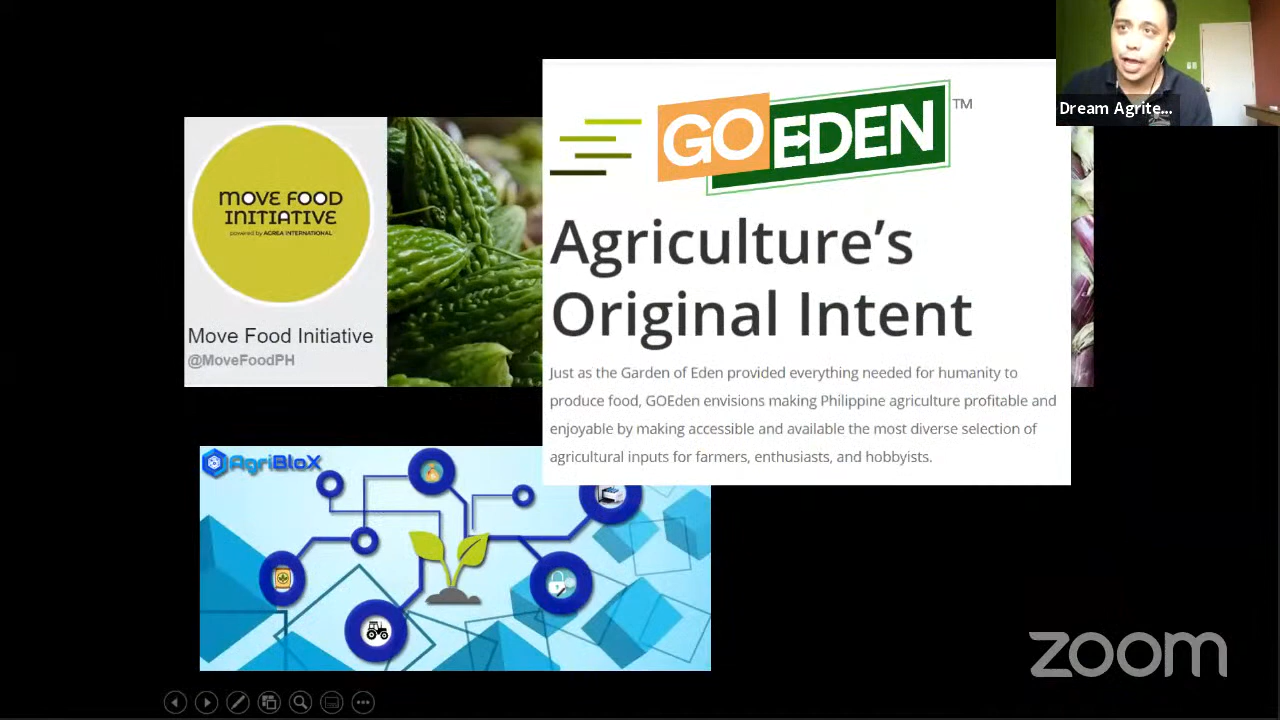 GOEDEN
TM
Dream Agrite...
MOVE FOOD
INITIATIVE
powered by AGREA INTERNATIONAL
Agriculture's
Original Intent
Move Food Initiative
@MoveFoodPH
Just as the Garden of Eden provided everything needed for humanity to
produce food, GOEden envisions making Philippine agriculture profitable and
enjoyable by making accessible and available the most diverse selection of
agricultural inputs for farmers, enthusiasts, and hobbyists.
AgriBloX
zoom